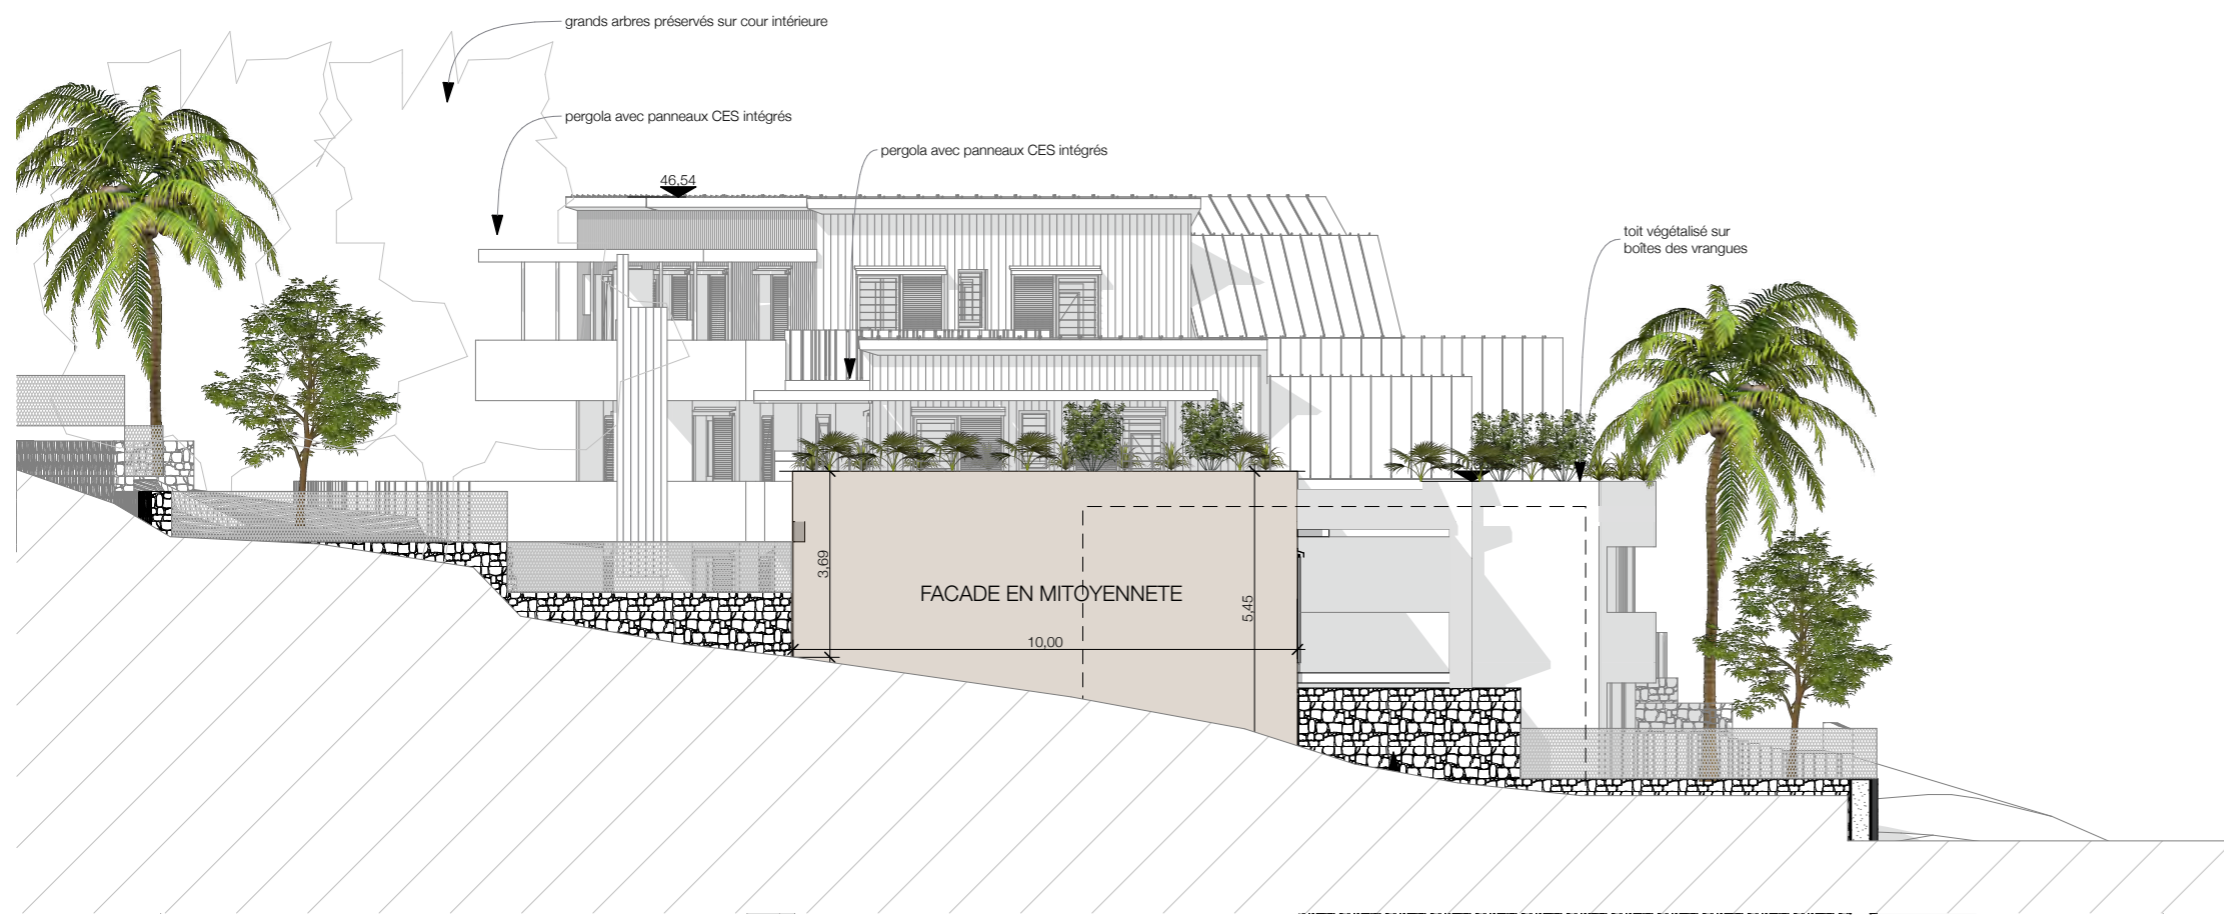 grands arbres préservés sur cour intérieure
pergola avec panneaux CES intégrés
pergola avec panneaux CES intégrés
46,54
toit végétalisé sur
boîtes des vrangues
3,69
FACADE EN MITOYENNETE
5,45
10,00